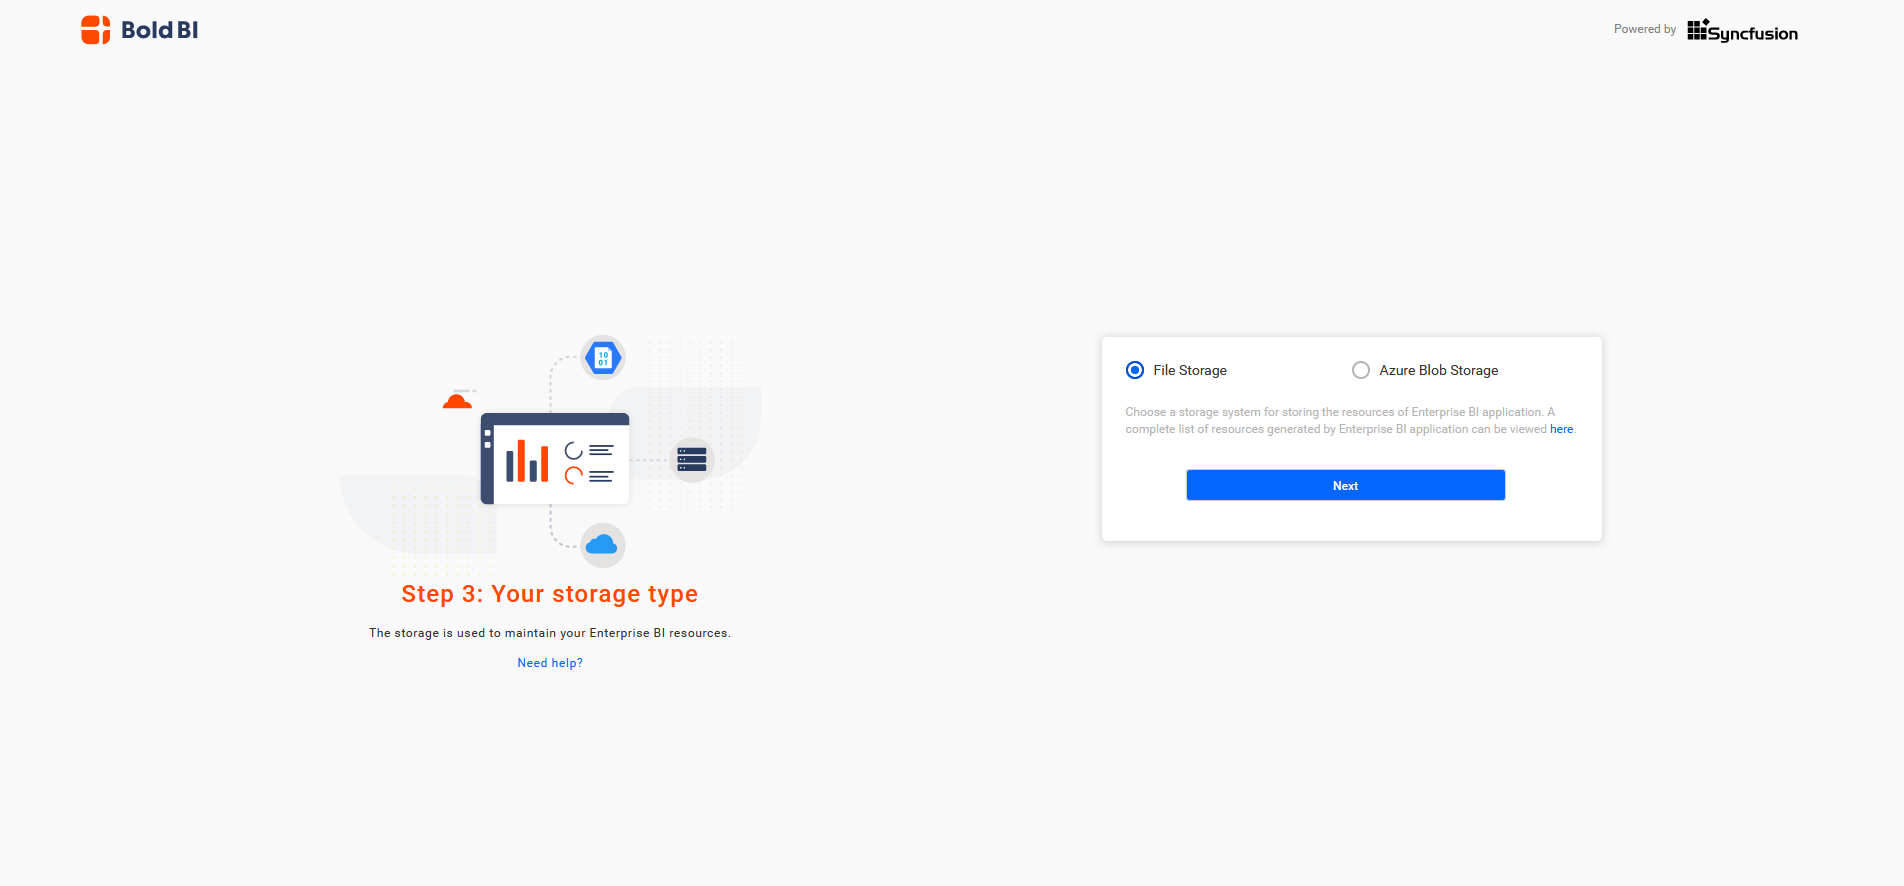 Bold BI
Powered by Syncfusion
10
01
Step 3: Your storage type
The storage is used to maintain your Enterprise BI resources.
Need help?
File Storage
Azure Blob Storage
Choose a storage system for storing the resources of Enterprise BI application. A
complete list of resources generated by Enterprise BI application can be viewed here.
Next